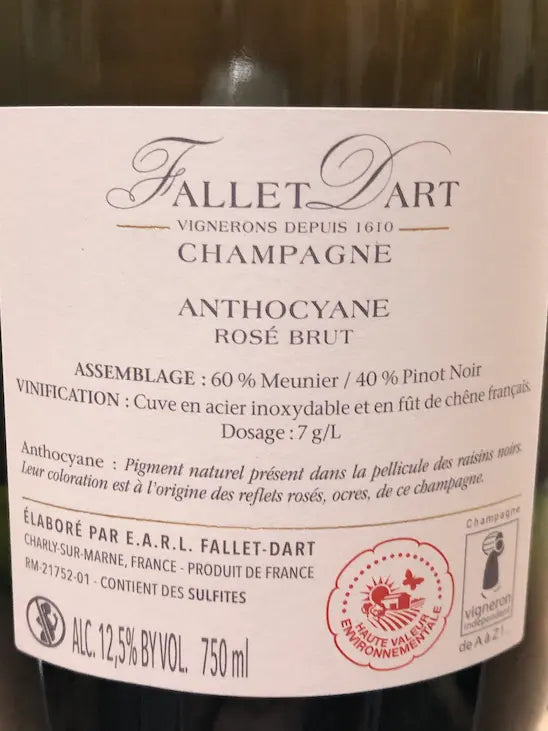 FALLET DART
VIGNERONS DEPUIS 1610
CHAMPAGNE
ANTHOCYANE
ROSÉ BRUT
ASSEMBLAGE : 60 % Meunier / 40 % Pinot Noir
VINIFICATION : Cuve en acier inoxydable et en fût de chêne français.
Dosage : 7 g/L
Anthocyane : Pigment naturel présent dans la pellicule des raisins noirs.
Leur coloration est à l'origine des reflets rosés, ocres, de ce champagne.
ÉLABORÉ PAR E.A.R.L. FALLET-DART
CHARLY-SUR-MARNE, FRANCE - PRODUIT DE FRANCE
RM-21752-01 - CONTIENT DES SULFITES
ALC. 12,5% BY VOL. 750 ml
HAUTE VALEUR
ENVIRONNEMENTALE
Champagne
vigneron
indépendant
de A à Z !...